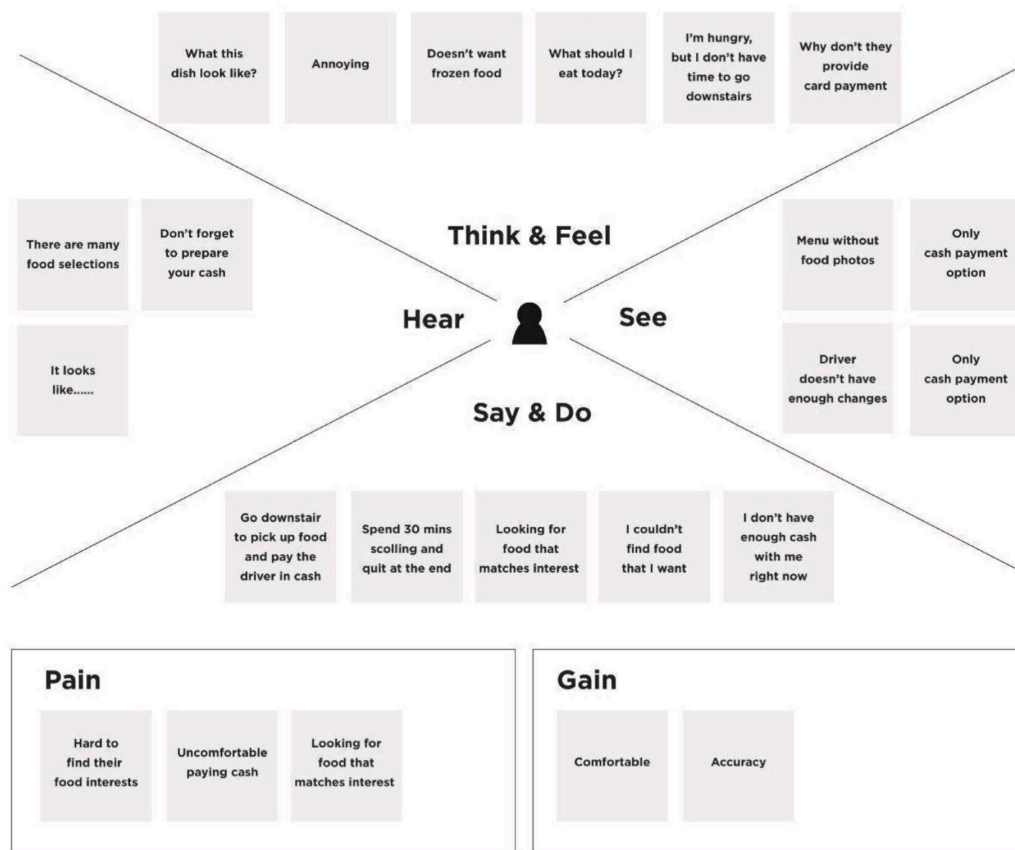 What this
dish look like?
Annoying
Doesn't want
frozen food
What should I
eat today?
I'm hungry,
but I don't have
time to go
downstairs
Why don't they
provide
card payment
Think & Feel
There are many
food selections
Don't forget
to prepare
your cash
It looks
like......
Hear
See
Menu without
food photos
Only
cash payment
option
Driver
doesn't have
enough changes
Only
cash payment
option
Say & Do
Go downstair
to pick up food
and pay the
driver in cash
Spend 30 mins
scolling and
quit at the end
Looking for
food that
matches interest
I couldn't
find food
that I want
I don't have
enough cash
with me
right now
Pain
Hard to
find their
food interests
Uncomfortable
paying cash
Looking for
food that
matches interest
Gain
Comfortable
Accuracy